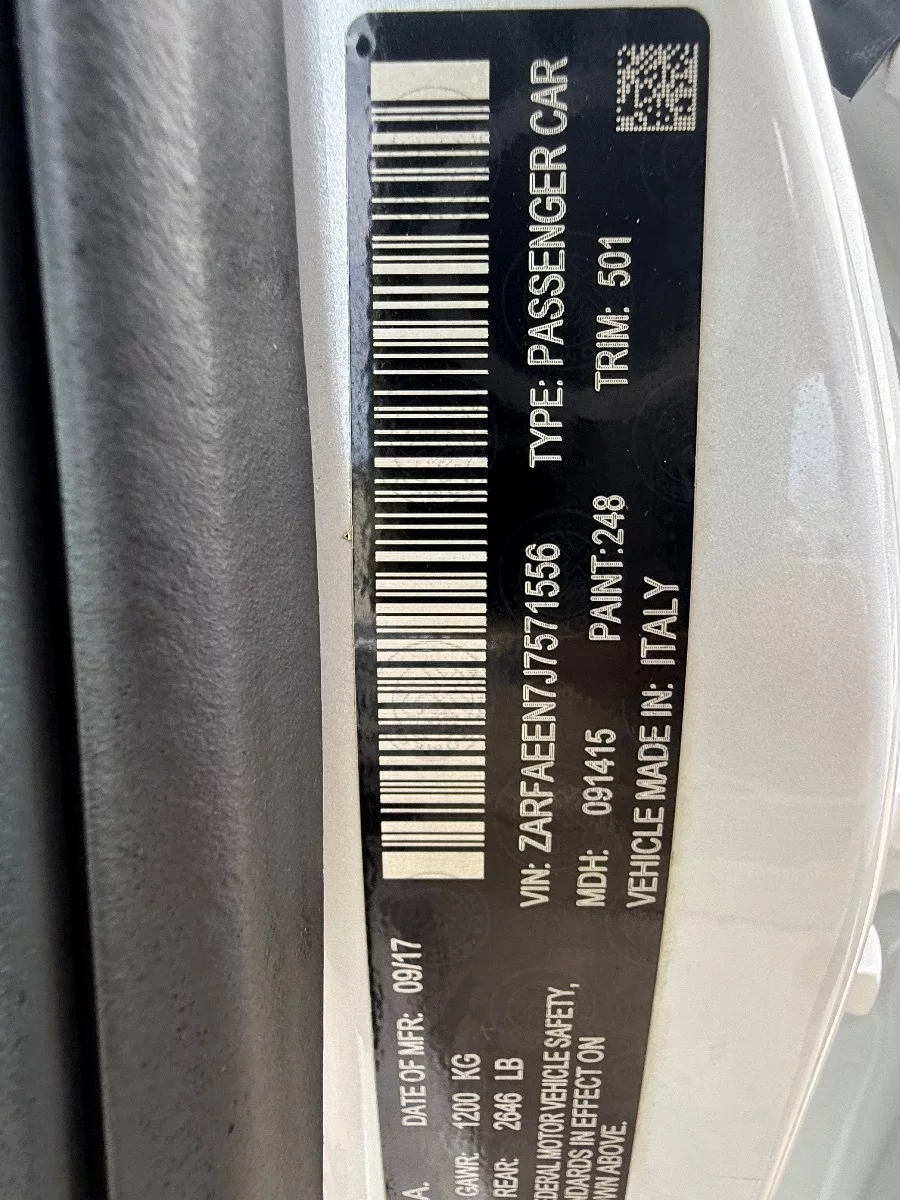 A. DATE OF MFR: 09/17
GAWR: 1200 KG
REAR: 2646 LB
DERAL MOTOR VEHICLE SAFETY,
NDARDS IN EFFECT ON
WN ABOVE.
VIN: ZARFAEEN7J7571556 TYPE: PASSENGER CAR
MDH: 091415 PAINT:248 TRIM: 501
VEHICLE MADE IN: ITALY